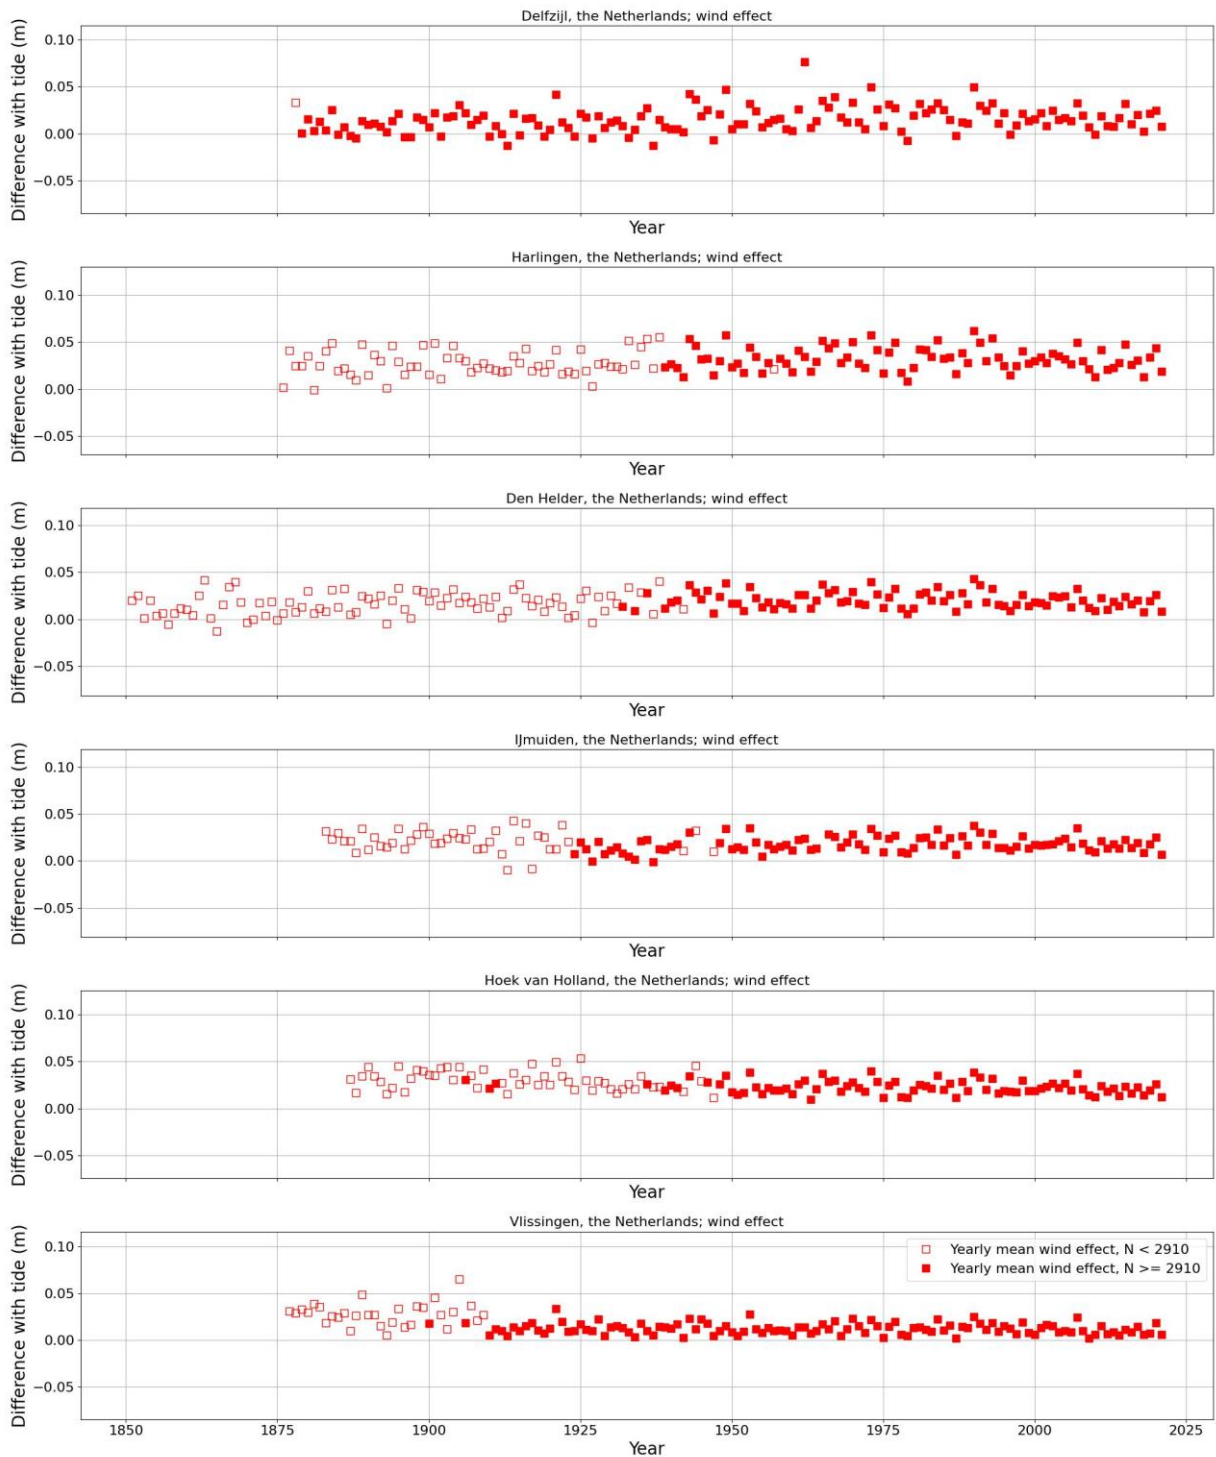 Delfzijl, the Netherlands; wind effect
Difference with tide (m)
0.10
0.05
0.00
−0.05
Year
Harlingen, the Netherlands; wind effect
Difference with tide (m)
0.10
0.05
0.00
−0.05
Year
Den Helder, the Netherlands; wind effect
Difference with tide (m)
0.10
0.05
0.00
−0.05
Year
IJmuiden, the Netherlands; wind effect
Difference with tide (m)
0.10
0.05
0.00
−0.05
Year
Hoek van Holland, the Netherlands; wind effect
Difference with tide (m)
0.10
0.05
0.00
−0.05
Year
Vlissingen, the Netherlands; wind effect
Difference with tide (m)
0.10
0.05
0.00
−0.05
Yearly mean wind effect, N < 2910
Yearly mean wind effect, N >= 2910
1850 1875 1900 1925 1950 1975 2000 2025
Year